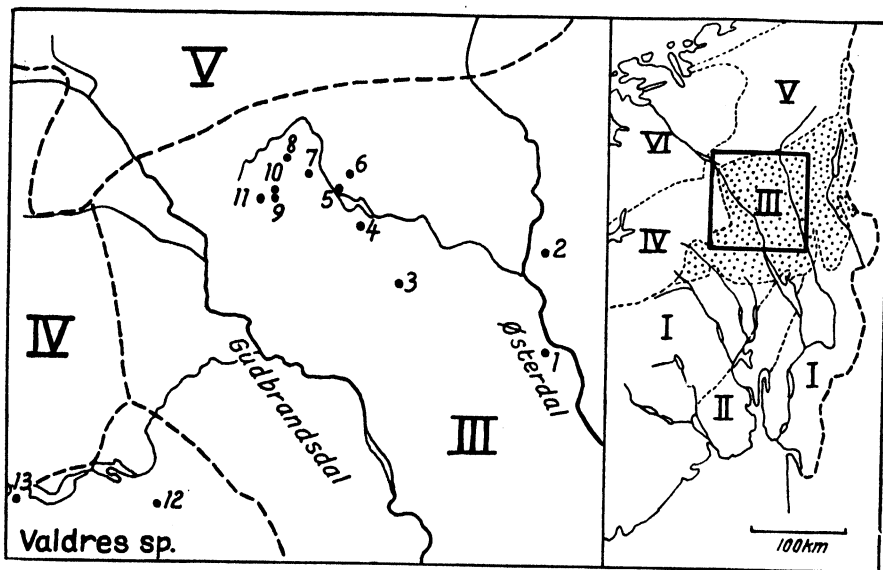 V
8
7
6
10
5
11
9
4
2
3
IV
Gudbrandsdal
Østerdal
1
III
13
12
Valdres sp.
V
VI
III
IV
I
I
II
100km